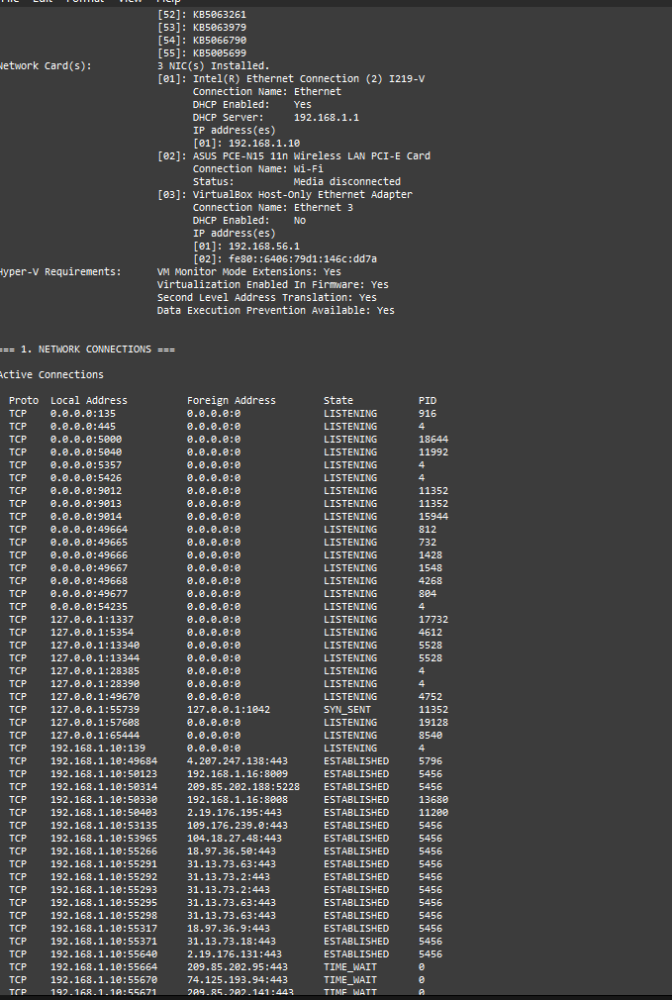 File Edit Format View Help
[52]: KB5063261
[53]: KB5063979
[54]: KB5066790
[55]: KB5005699
Network Card(s): 3 NIC(s) Installed.
[01]: Intel(R) Ethernet Connection (2) I219-V
Connection Name: Ethernet
DHCP Enabled: Yes
DHCP Server: 192.168.1.1
IP address(es)
[01]: 192.168.1.10
[02]: ASUS PCE-N15 11n Wireless LAN PCI-E Card
Connection Name: Wi-Fi
Status: Media disconnected
[03]: VirtualBox Host-Only Ethernet Adapter
Connection Name: Ethernet 3
DHCP Enabled: No
IP address(es)
[01]: 192.168.56.1
[02]: fe80::6406:79d1:146c:dd7a
Hyper-V Requirements: VM Monitor Mode Extensions: Yes
Virtualization Enabled In Firmware: Yes
Second Level Address Translation: Yes
Data Execution Prevention Available: Yes
=== 1. NETWORK CONNECTIONS ===
Active Connections
Proto Local Address Foreign Address State PID
TCP 0.0.0.0:135 0.0.0.0:0 LISTENING 916
TCP 0.0.0.0:445 0.0.0.0:0 LISTENING 4
TCP 0.0.0.0:5000 0.0.0.0:0 LISTENING 18644
TCP 0.0.0.0:5040 0.0.0.0:0 LISTENING 11992
TCP 0.0.0.0:5357 0.0.0.0:0 LISTENING 4
TCP 0.0.0.0:5426 0.0.0.0:0 LISTENING 4
TCP 0.0.0.0:9012 0.0.0.0:0 LISTENING 11352
TCP 0.0.0.0:9013 0.0.0.0:0 LISTENING 11352
TCP 0.0.0.0:9014 0.0.0.0:0 LISTENING 15944
TCP 0.0.0.0:49664 0.0.0.0:0 LISTENING 812
TCP 0.0.0.0:49665 0.0.0.0:0 LISTENING 732
TCP 0.0.0.0:49666 0.0.0.0:0 LISTENING 1428
TCP 0.0.0.0:49667 0.0.0.0:0 LISTENING 1548
TCP 0.0.0.0:49668 0.0.0.0:0 LISTENING 4268
TCP 0.0.0.0:49677 0.0.0.0:0 LISTENING 804
TCP 0.0.0.0:54235 0.0.0.0:0 LISTENING 4
TCP 127.0.0.1:1337 0.0.0.0:0 LISTENING 17732
TCP 127.0.0.1:5354 0.0.0.0:0 LISTENING 4612
TCP 127.0.0.1:13340 0.0.0.0:0 LISTENING 5528
TCP 127.0.0.1:13344 0.0.0.0:0 LISTENING 5528
TCP 127.0.0.1:28385 0.0.0.0:0 LISTENING 4
TCP 127.0.0.1:28390 0.0.0.0:0 LISTENING 4
TCP 127.0.0.1:49670 0.0.0.0:0 LISTENING 4752
TCP 127.0.0.1:55739 127.0.0.1:1042 SYN_SENT 11352
TCP 127.0.0.1:57608 0.0.0.0:0 LISTENING 19128
TCP 127.0.0.1:65444 0.0.0.0:0 LISTENING 8540
TCP 192.168.1.10:139 0.0.0.0:0 LISTENING 4
TCP 192.168.1.10:49684 4.207.247.138:443 ESTABLISHED 5796
TCP 192.168.1.10:50123 192.168.1.16:8009 ESTABLISHED 5456
TCP 192.168.1.10:50314 209.85.202.188:5228 ESTABLISHED 5456
TCP 192.168.1.10:50330 192.168.1.16:8008 ESTABLISHED 13680
TCP 192.168.1.10:50403 2.19.176.195:443 ESTABLISHED 11200
TCP 192.168.1.10:53135 109.176.239.0:443 ESTABLISHED 5456
TCP 192.168.1.10:53965 104.18.27.48:443 ESTABLISHED 5456
TCP 192.168.1.10:55266 18.97.36.50:443 ESTABLISHED 5456
TCP 192.168.1.10:55291 31.13.73.63:443 ESTABLISHED 5456
TCP 192.168.1.10:55292 31.13.73.2:443 ESTABLISHED 5456
TCP 192.168.1.10:55293 31.13.73.2:443 ESTABLISHED 5456
TCP 192.168.1.10:55295 31.13.73.63:443 ESTABLISHED 5456
TCP 192.168.1.10:55298 31.13.73.63:443 ESTABLISHED 5456
TCP 192.168.1.10:55317 18.97.36.9:443 ESTABLISHED 5456
TCP 192.168.1.10:55371 31.13.73.18:443 ESTABLISHED 5456
TCP 192.168.1.10:55640 2.19.176.131:443 ESTABLISHED 5456
TCP 192.168.1.10:55664 209.85.202.95:443 TIME_WAIT 0
TCP 192.168.1.10:55670 74.125.193.94:443 TIME_WAIT 0
TCP 192.168.1.10:55671 209.85.202.141:443 TIME_WAIT 0